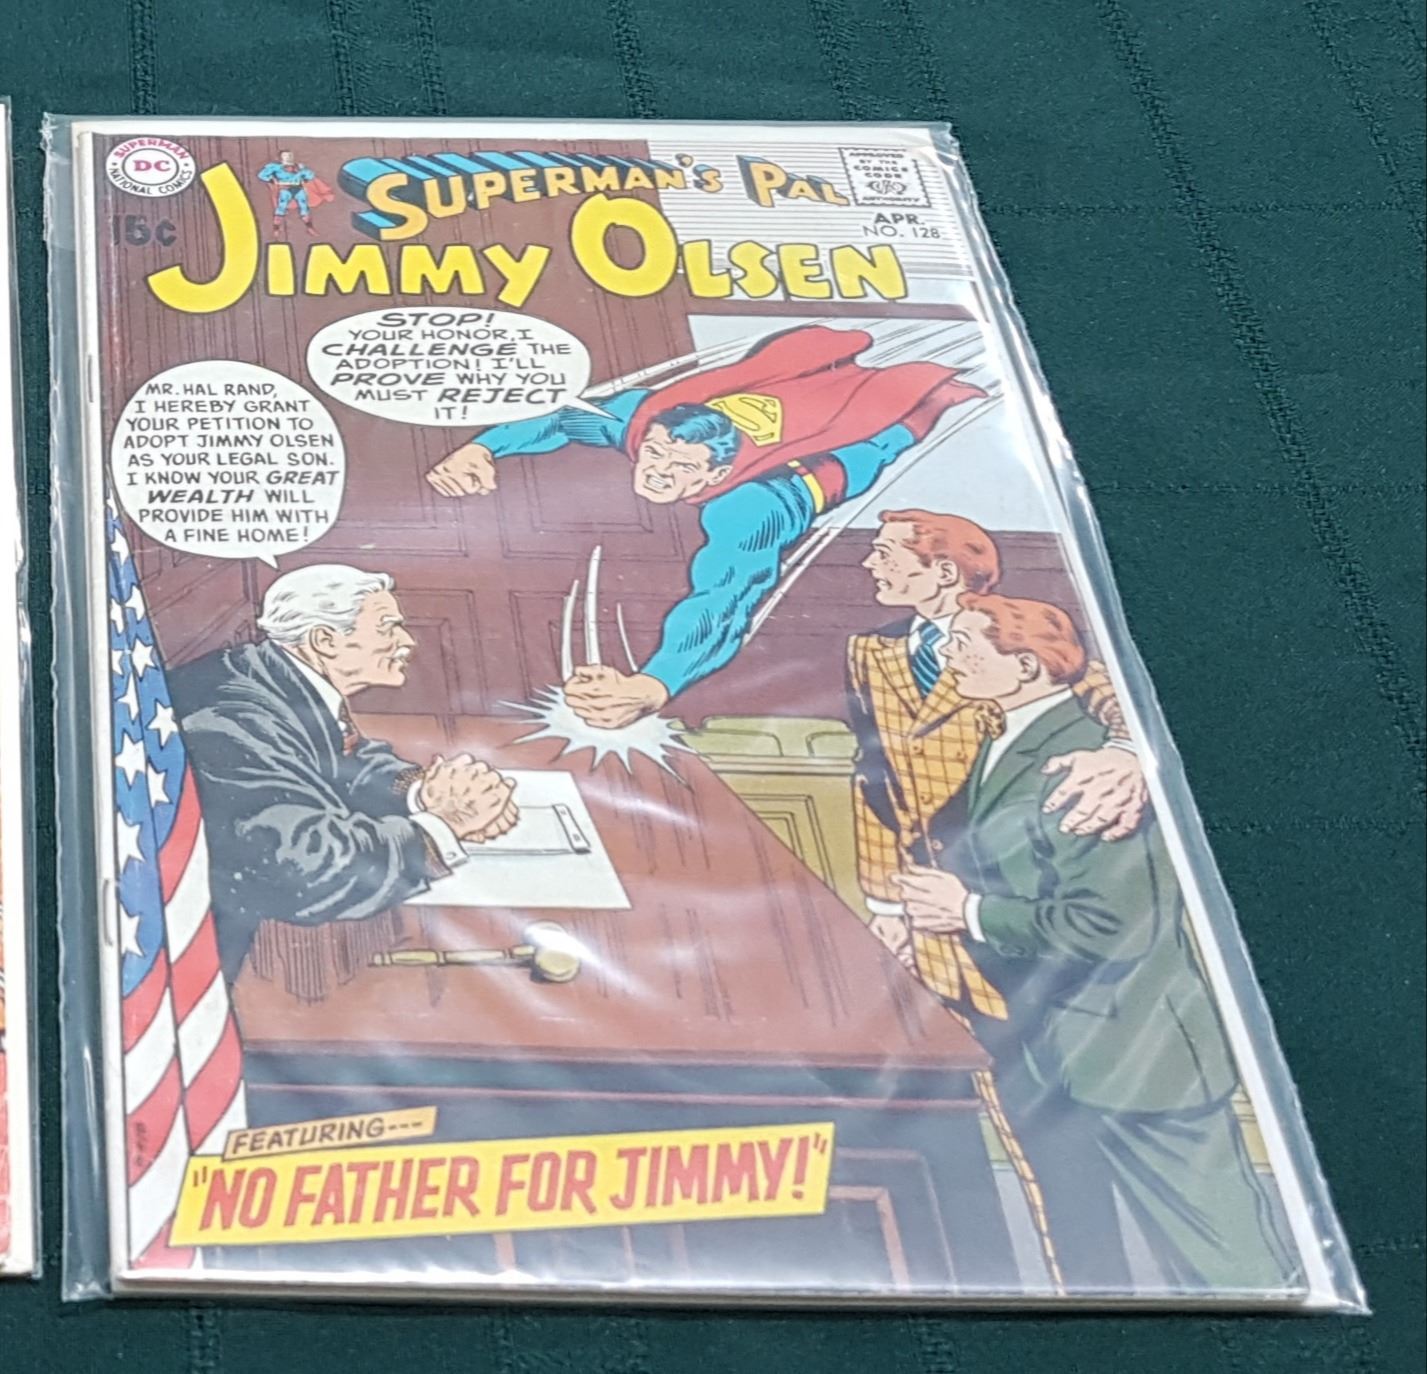 SUPERMAN
DC
NATIONAL COMICS
15¢
SUPERMAN'S PAL
JIMMY OLSEN
APPROVED
BY THE
COMICS
CODE
AUTHORITY
APR.
NO. 128
STOP!
YOUR HONOR, I
CHALLENGE THE
ADOPTION! I'LL
PROVE WHY YOU
MUST REJECT
IT!
MR. HAL RAND,
I HEREBY GRANT
YOUR PETITION TO
ADOPT JIMMY OLSEN
AS YOUR LEGAL SON.
I KNOW YOUR GREAT
WEALTH WILL
PROVIDE HIM WITH
A FINE HOME!
S
FEATURING---
"NO FATHER FOR JIMMY!"